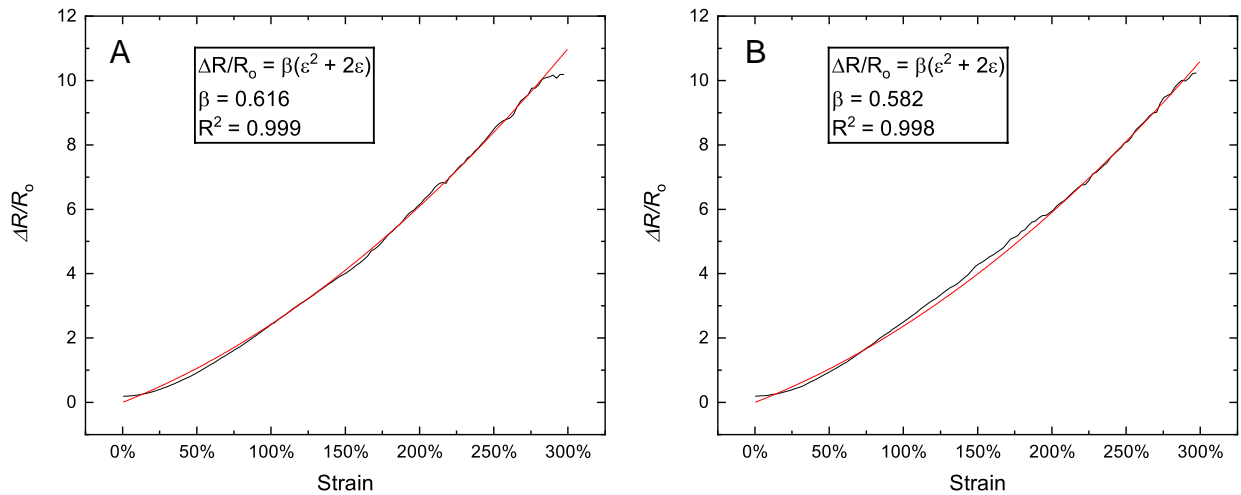 A
ΔR/Rₒ = β(ε² + 2ε)
β = 0.616
R² = 0.999
12
10
8
6
4
2
0
ΔR/Rₒ
0% 50% 100% 150% 200% 250% 300%
Strain
B
ΔR/Rₒ = β(ε² + 2ε)
β = 0.582
R² = 0.998
12
10
8
6
4
2
0
ΔR/Rₒ
0% 50% 100% 150% 200% 250% 300%
Strain